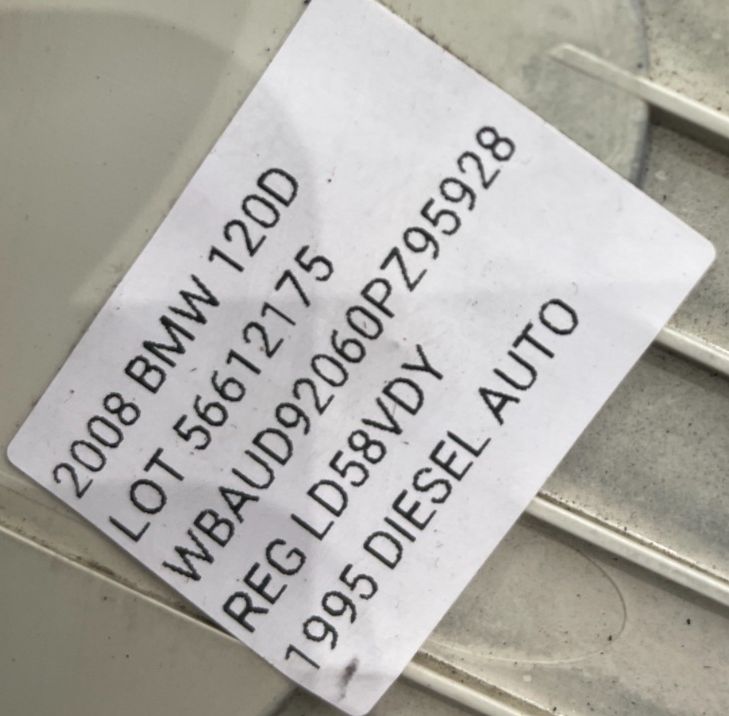 2008 BMW 120D
LOT 56612175
WBAUD92060PZ95928
REG LD58VDY
1995 DIESEL AUTO